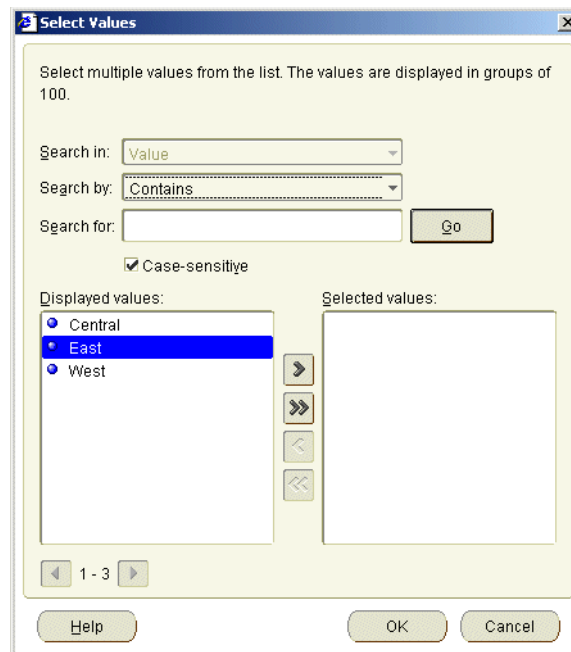 Select Values
Select multiple values from the list. The values are displayed in groups of
100.
Search in: Value
Search by: Contains
Search for: Go
Case-sensitive
Displayed values: Selected values:
Central
East
West
1 - 3
Help OK Cancel